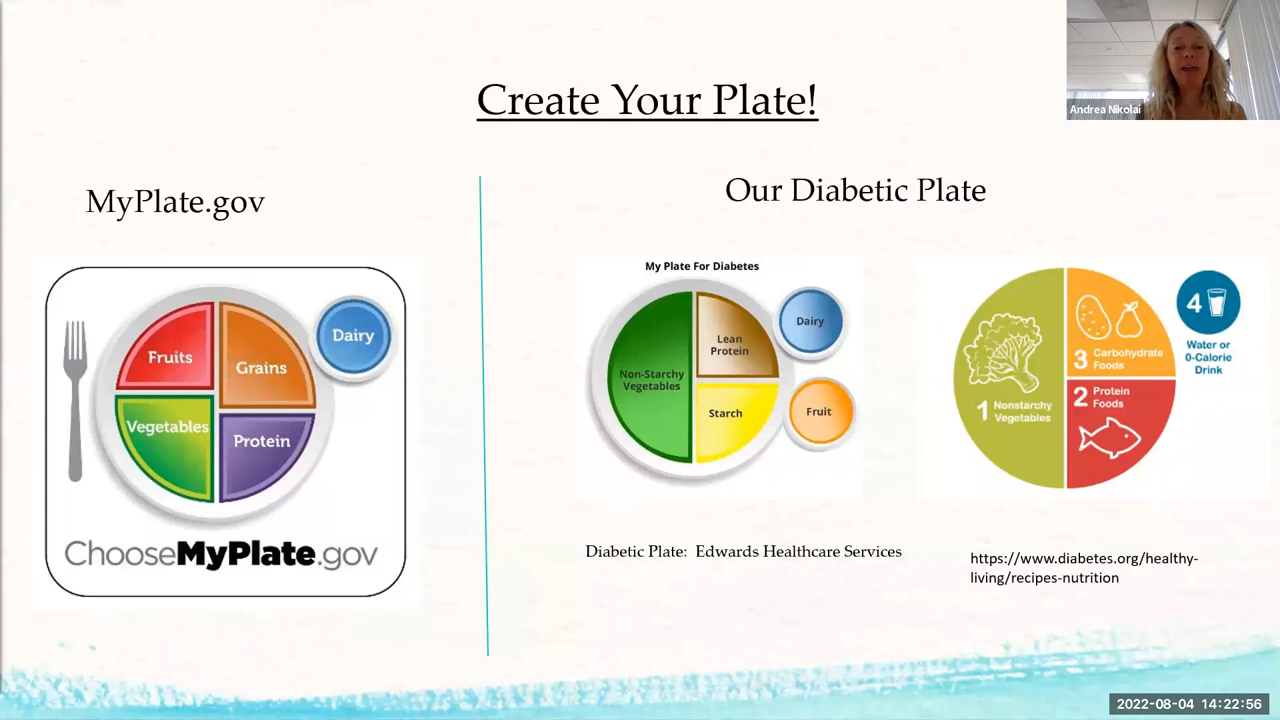 Create Your Plate!
Andrea Nikolai
MyPlate.gov
Our Diabetic Plate
Fruits
Grains
Dairy
Vegetables
Protein
ChooseMyPlate.gov
My Plate For Diabetes
Non-Starchy
Vegetables
Lean
Protein
Starch
Dairy
Fruit
Diabetic Plate: Edwards Healthcare Services
1 Nonstarchy
Vegetables
3 Carbohydrate
Foods
2 Protein
Foods
4
Water or
0-Calorie
Drink
https://www.diabetes.org/healthy-
living/recipes-nutrition
2022-08-04 14:22:56